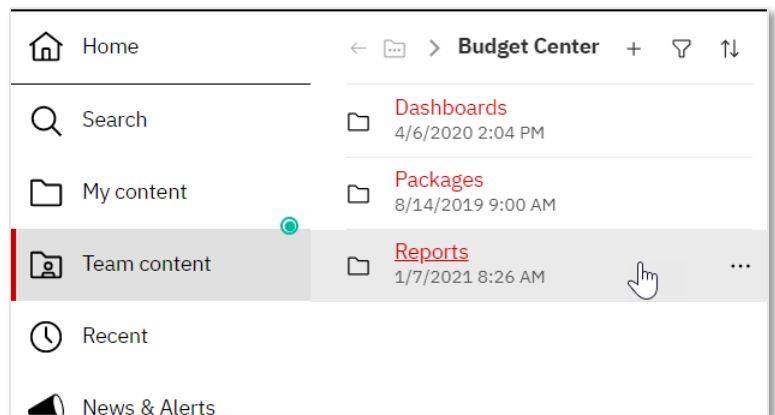 Home
Search
My content
Team content
Recent
News & Alerts
Budget Center
Dashboards
4/6/2020 2:04 PM
Packages
8/14/2019 9:00 AM
Reports
1/7/2021 8:26 AM